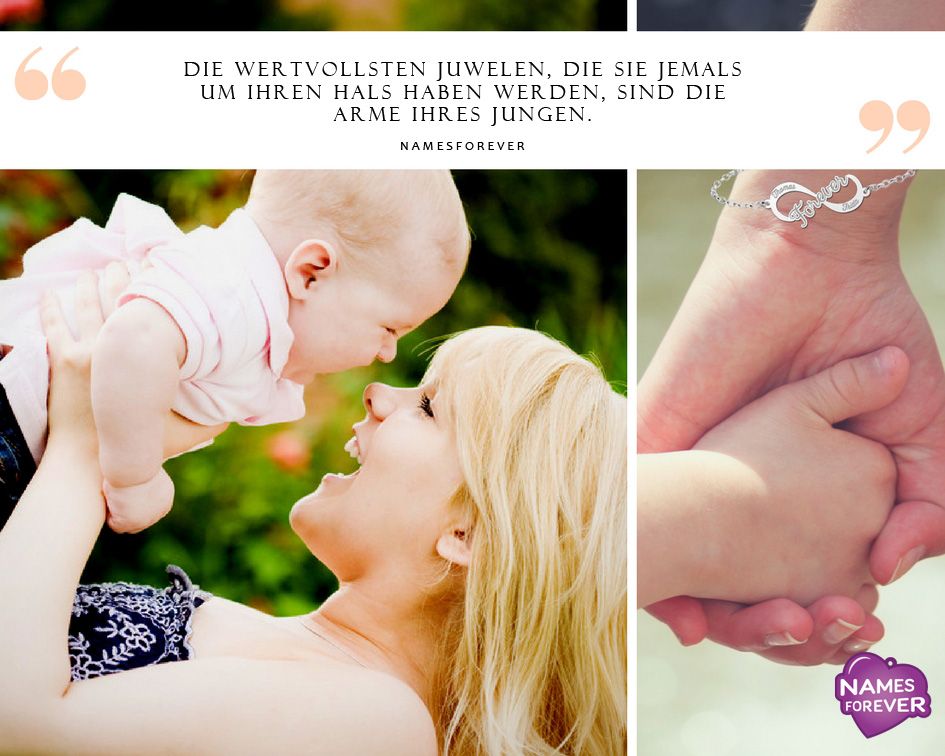 DIE WERTVOLLSTEN JUWELEN, DIE SIE JEMALS
UM IHREN HALS HABEN WERDEN, SIND DIE
ARME IHRES JUNGEN.
NAMESFOREVER
Thomas
Forever
NAMES
FOREVER